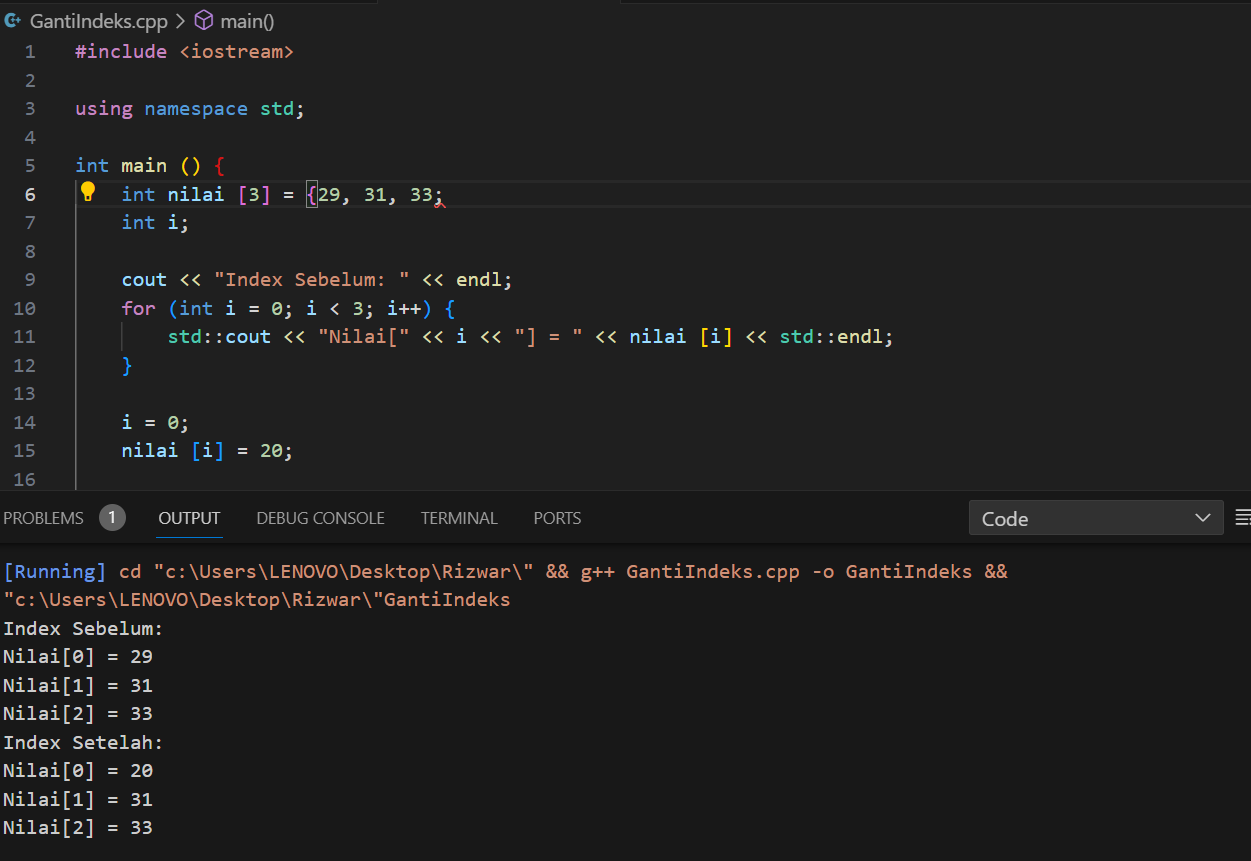 GantiIndeks.cpp > main()
1 #include <iostream>
2
3 using namespace std;
4
5 int main () {
6 int nilai [3] = {29, 31, 33;
7 int i;
8
9 cout << "Index Sebelum: " << endl;
10 for (int i = 0; i < 3; i++) {
11 std::cout << "Nilai[" << i << "] = " << nilai [i] << std::endl;
12 }
13
14 i = 0;
15 nilai [i] = 20;
16
PROBLEMS 1 OUTPUT DEBUG CONSOLE TERMINAL PORTS Code
[Running] cd "c:\Users\LENOVO\Desktop\Rizwar\" && g++ GantiIndeks.cpp -o GantiIndeks &&
"c:\Users\LENOVO\Desktop\Rizwar\"GantiIndeks
Index Sebelum:
Nilai[0] = 29
Nilai[1] = 31
Nilai[2] = 33
Index Setelah:
Nilai[0] = 20
Nilai[1] = 31
Nilai[2] = 33